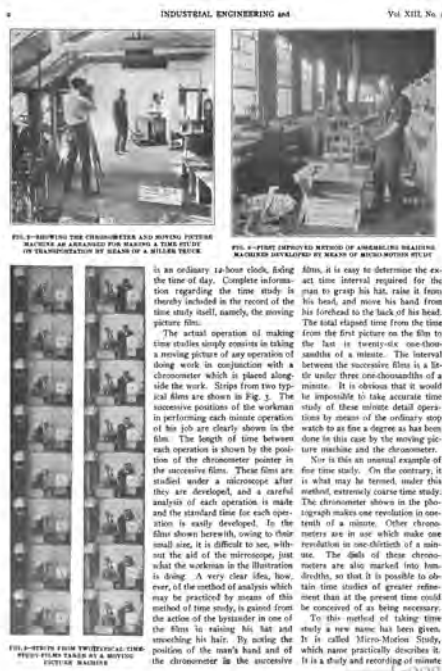 2
INDUSTRIAL ENGINEERING and
Vol. XIII, No.
FIG. 2—SHOWING THE CHRONOMETER AND MOVING PICTURE
MACHINE AS ARRANGED FOR MAKING A TIME STUDY
ON TRANSPORTATION BY MEANS OF A MILLER TRUCK.
FIG. 4—FIRST IMPROVED METHOD OF ASSEMBLING BRAIDING
MACHINES DEVELOPED BY MEANS OF MICRO-MOTION STUDY
is an ordinary 12-hour clock, fixing
the time of day. Complete informa-
tion regarding the time study is
thereby included in the record of the
time study itself, namely, the moving
picture film.
The actual operation of making
time studies simply consists in taking
a moving picture of any operation of
doing work in conjunction with a
chronometer which is placed along-
side the work. Strips from two typ-
ical films are shown in Fig. 3. The
successive positions of the workman
in performing each minute operation
of his job are clearly shown in the
film. The length of time between
each operation is shown by the posi-
tion of the chronometer pointer in
the successive films. These films are
studied under a microscope after
they are developed, and a careful
analysis of each operation is made
and the standard time for each oper-
ation is easily developed. In the
films shown herewith, owing to their
small size, it is difficult to see, with-
out the aid of the microscope, just
what the workman in the illustration
is doing. A very clear idea, how-
ever, of the method of analysis which
may be practiced by means of this
method of time study, is gained from
the action of the bystander in one of
the films in raising his hat and
smoothing his hair. By noting the
position of the man's hand and of
the chronometer in the successive
films, it is easy to determine the ex-
act time interval required for the
man to grasp his hat, raise it from
his head, and move his hand from
his forehead to the back of his head.
The total elapsed time from the time
from the first picture on the film to
the last is twenty-six one-thou-
sandths of a minute. The interval
between the successive films is a lit-
tle under three one-thousandths of a
minute. It is obvious that it would
be impossible to take accurate time
study of these minute detail opera-
tions by means of the ordinary stop
watch to as fine a degree as has been
done in this case by the moving pic-
ture machine and the chronometer.
Nor is this an unusual example of
fine time study. On the contrary, it
is what may be termed, under this
method, extremely coarse time study.
The chronometer shown in the pho-
tograph makes one revolution in one-
tenth of a minute. Other chrono-
meters are in use which make one
revolution in one-thirtieth of a min-
ute. The dials of these chrono-
meters are also marked into hun-
dredths, so that it is possible to ob-
tain time studies of greater refine-
ment than at the present time could
be conceived of as being necessary.
To this method of taking time
study a new name has been given.
It is called Micro-Motion Study,
which name practically describes it.
It is a study and recording of minute
FIG. 3—STRIPS FROM TWO TYPICAL TIME-
STUDY FILMS TAKEN BY A MOVING
PICTURE MACHINE